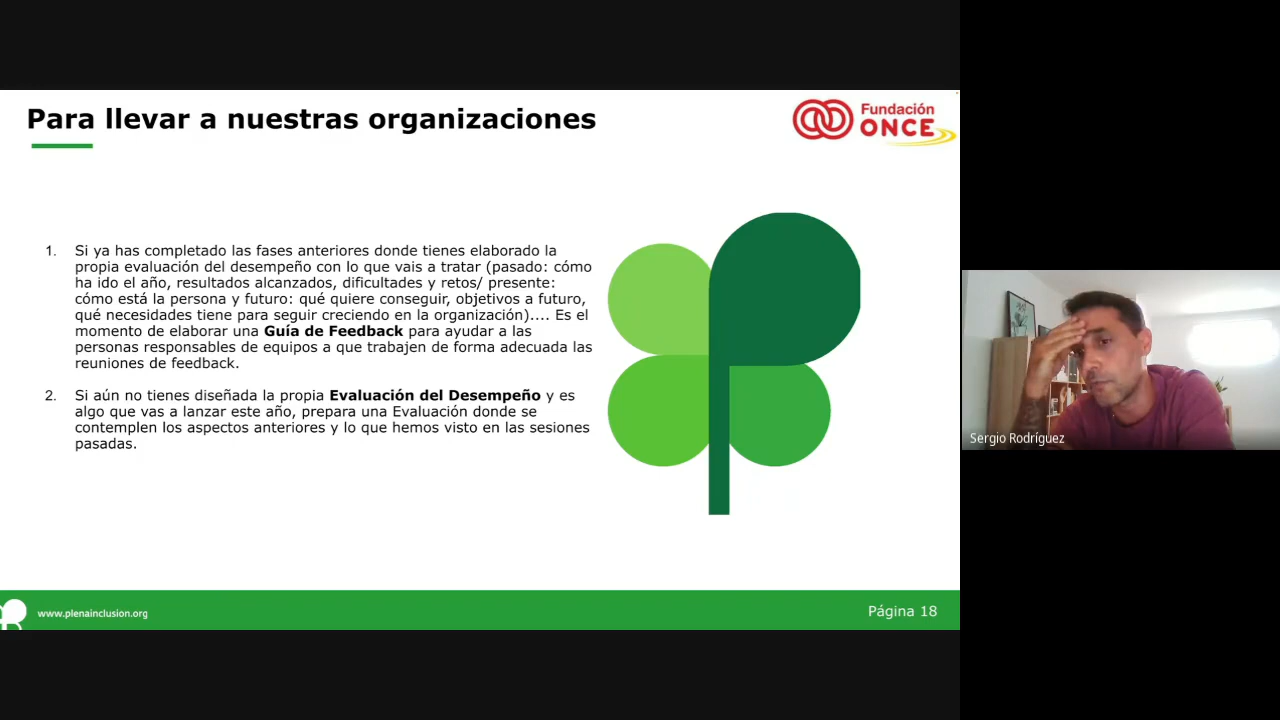 Para llevar a nuestras organizaciones
Fundación
ONCE
1. Si ya has completado las fases anteriores donde tienes elaborado la
propia evaluación del desempeño con lo que vais a tratar (pasado: cómo
ha ido el año, resultados alcanzados, dificultades y retos/ presente:
cómo está la persona y futuro: qué quiere conseguir, objetivos a futuro,
qué necesidades tiene para seguir creciendo en la organización).... Es el
momento de elaborar una Guía de Feedback para ayudar a las
personas responsables de equipos a que trabajen de forma adecuada las
reuniones de feedback.
2. Si aún no tienes diseñada la propia Evaluación del Desempeño y es
algo que vas a lanzar este año, prepara una Evaluación donde se
contemplen los aspectos anteriores y lo que hemos visto en las sesiones
pasadas.
Sergio Rodríguez
www.plenainclusion.org
Página 18